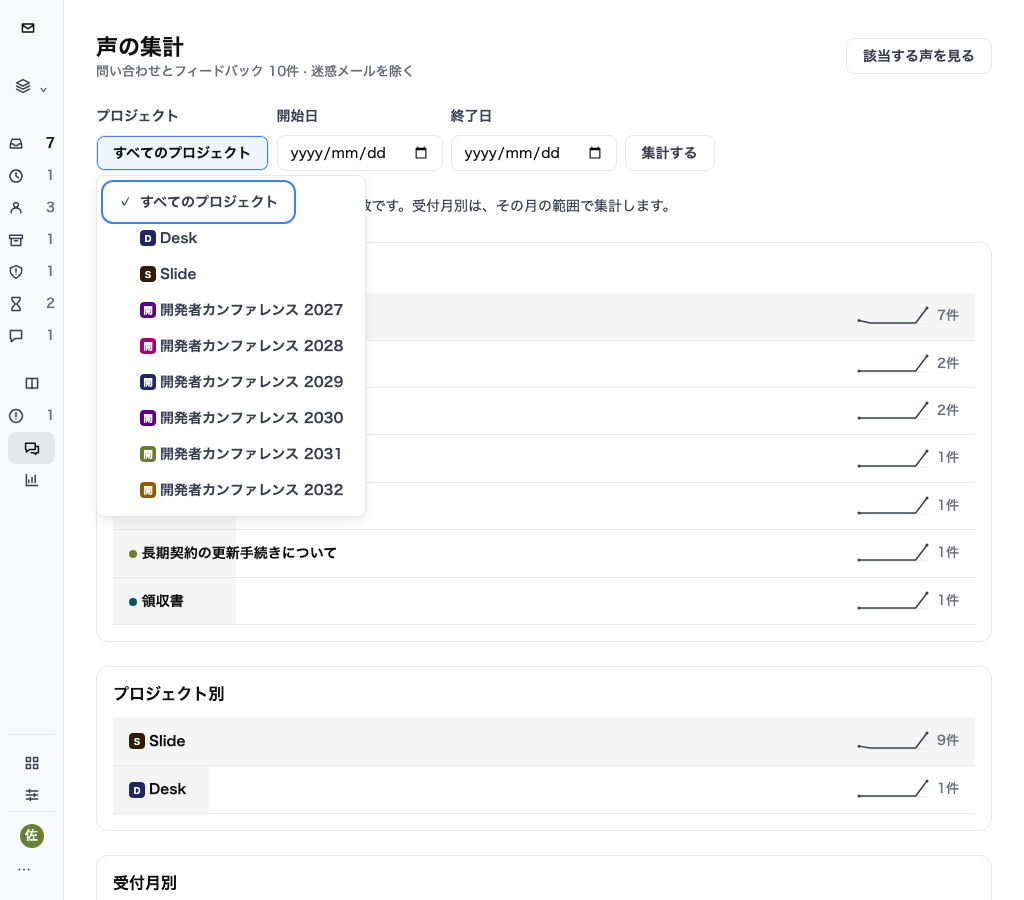 声の集計
問い合わせとフィードバック 10件 · 迷惑メールを除く
該当する声を見る
プロジェクト
開始日
終了日
すべてのプロジェクト
yyyy/mm/dd
yyyy/mm/dd
集計する
✓ すべてのプロジェクト
D Desk
S Slide
開 開発者カンファレンス 2027
開 開発者カンファレンス 2028
開 開発者カンファレンス 2029
開 開発者カンファレンス 2030
開 開発者カンファレンス 2031
開 開発者カンファレンス 2032
です。受付月別は、その月の範囲で集計します。
7件
2件
2件
1件
1件
長期契約の更新手続きについて 1件
領収書 1件
プロジェクト別
S Slide 9件
D Desk 1件
受付月別
7
1
3
1
1
2
1
1
佐
…